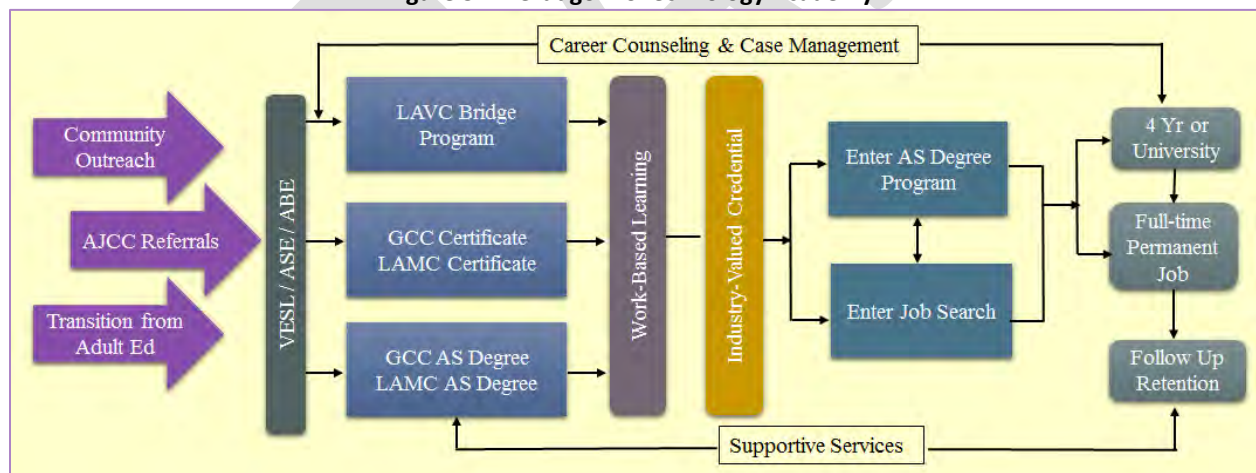 Community
Outreach
AJCC Referrals
Transition from
Adult Ed
VESL / ASE / ABE
Career Counseling & Case Management
LAVC Bridge
Program
GCC Certificate
LAMC Certificate
GCC AS Degree
LAMC AS Degree
Work-Based Learning
Industry-Valued Credential
Enter AS Degree
Program
Enter Job Search
4 Yr or
University
Full-time
Permanent
Job
Follow Up
Retention
Supportive Services